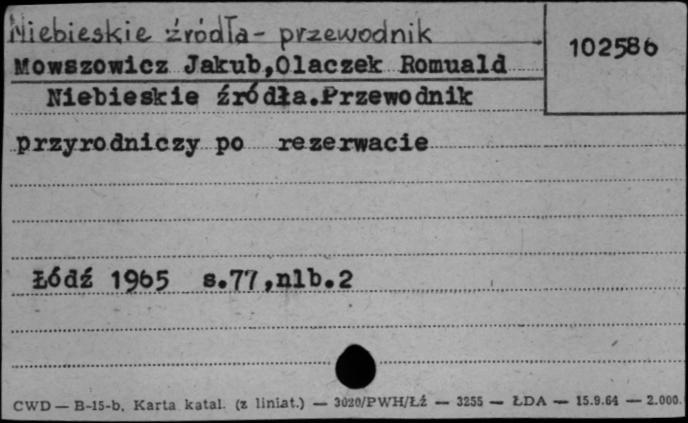 Niebieskie źródła - przewodnik
102586
Mowszowicz Jakub,Olaczek Romuald
Niebieskie źródła.Przewodnik
przyrodniczy po rezerwacie
Łódź 1965 s.77,nlb.2
CWD — B-15-b. Karta katal. (z liniat.) — 3020/PWH/Łż — 3255 — ŁDA — 15.9.64 — 2.000.